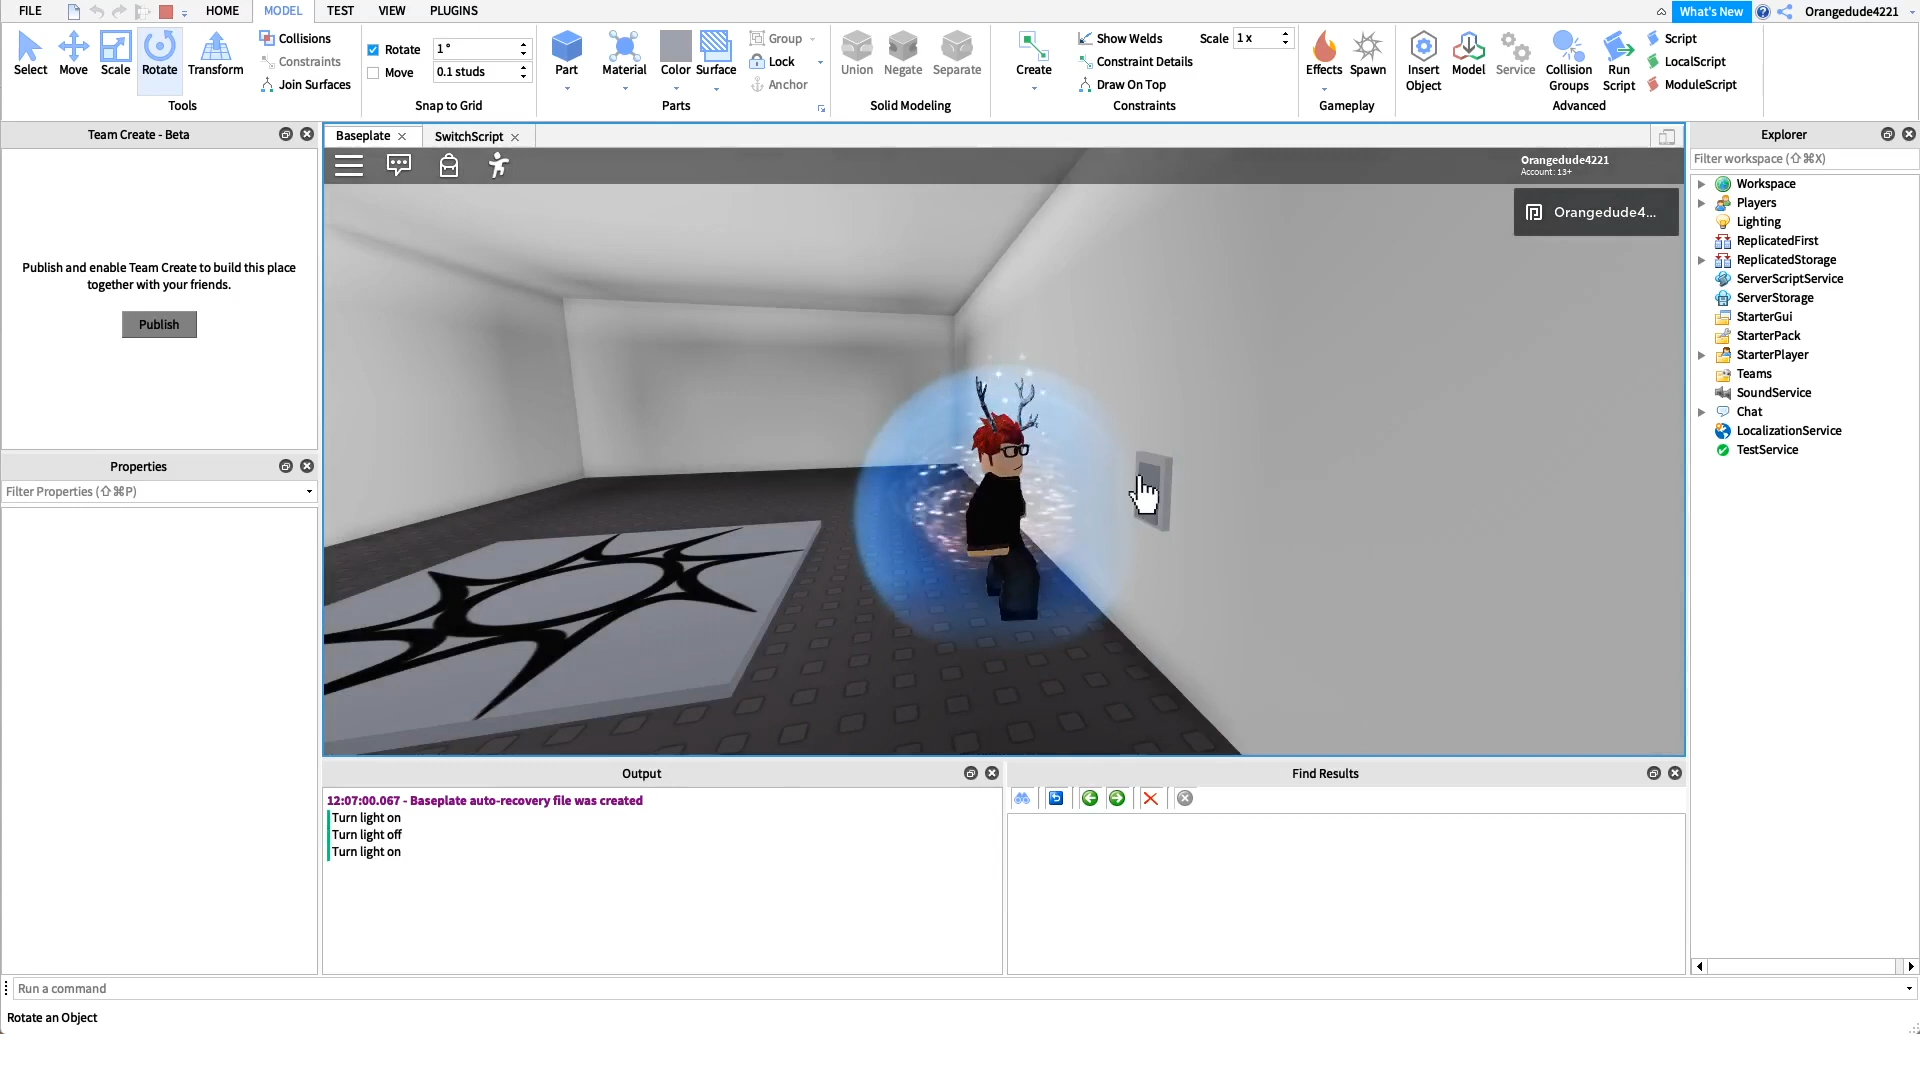 FILE
HOME
MODEL
TEST
VIEW
PLUGINS
What's New
Orangedude4221
Select
Move
Scale
Rotate
Transform
Collisions
Constraints
Join Surfaces
Tools
Rotate
1 °
Move
0.1 studs
Snap to Grid
Part
Material
Color
Surface
Group
Lock
Anchor
Parts
Union
Negate
Separate
Solid Modeling
Create
Show Welds
Scale
1 x
Constraint Details
Draw On Top
Constraints
Effects
Spawn
Gameplay
Insert
Object
Model
Service
Collision
Groups
Run
Script
Script
LocalScript
ModuleScript
Advanced
Team Create - Beta
Publish and enable Team Create to build this place
together with your friends.
Publish
Properties
Filter Properties (⇧⌘P)
Baseplate
SwitchScript
Orangedude4221
Account: 13+
Orangedude4...
Explorer
Filter workspace (⇧⌘X)
Workspace
Players
Lighting
ReplicatedFirst
ReplicatedStorage
ServerScriptService
ServerStorage
StarterGui
StarterPack
StarterPlayer
Teams
SoundService
Chat
LocalizationService
TestService
Output
12:07:00.067 - Baseplate auto-recovery file was created
Turn light on
Turn light off
Turn light on
Find Results
Run a command
Rotate an Object